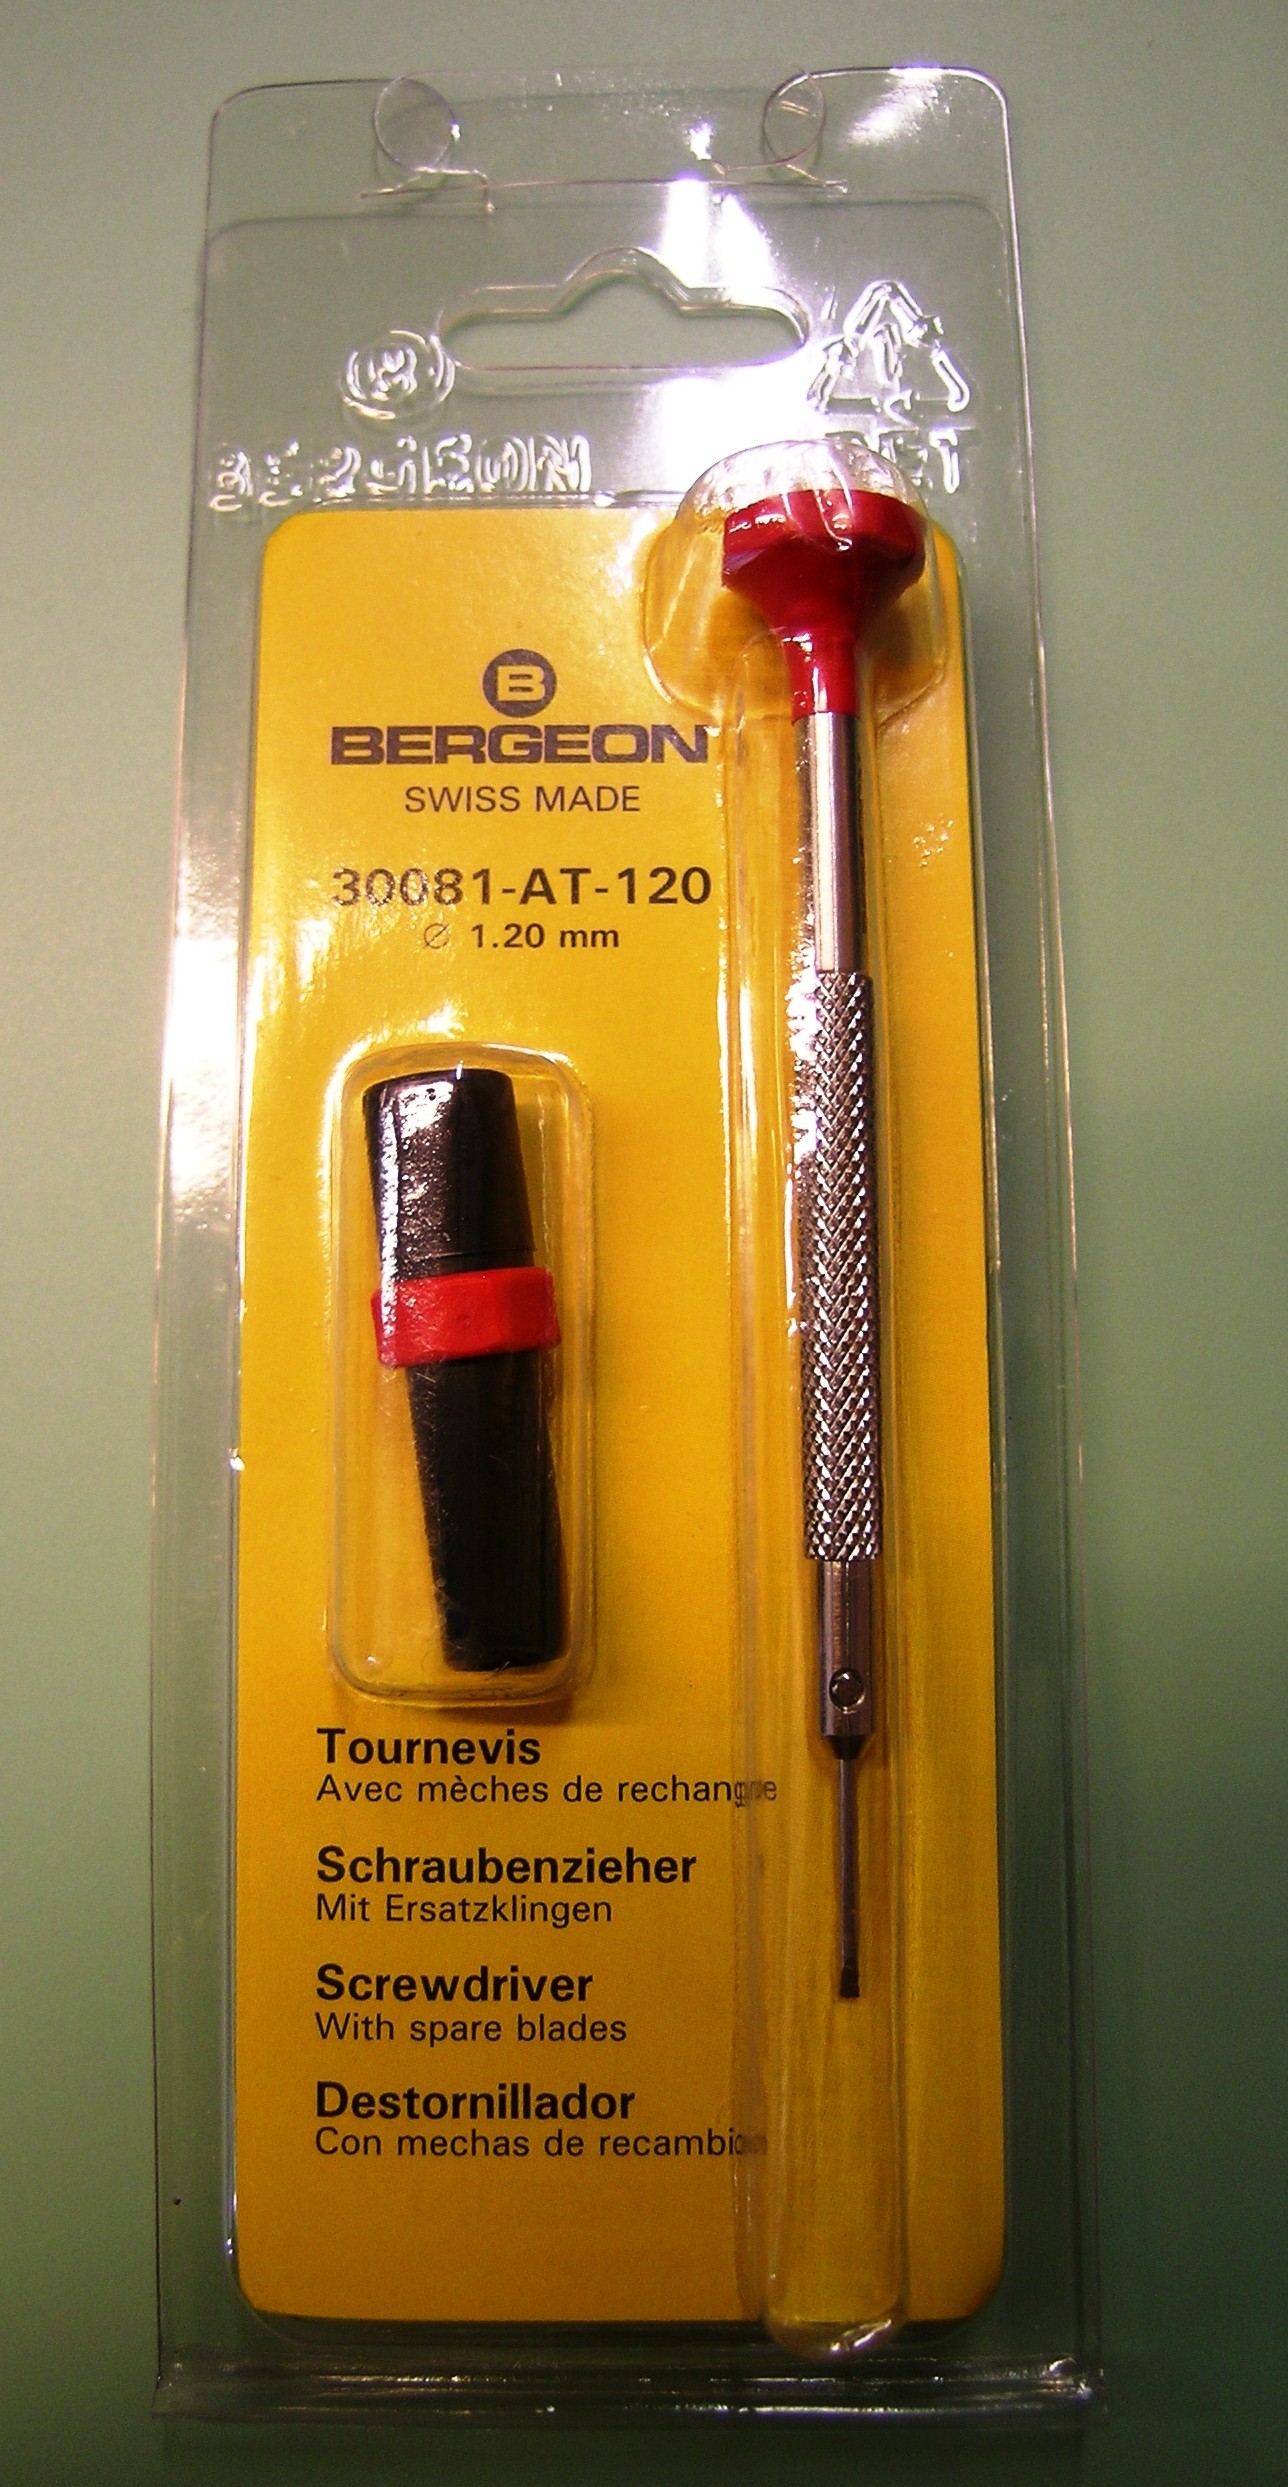 B
BERGEON
SWISS MADE
30081-AT-120
⌀ 1.20 mm
Tournevis
Avec mèches de rechange
Schraubenzieher
Mit Ersatzklingen
Screwdriver
With spare blades
Destornillador
Con mechas de recambio